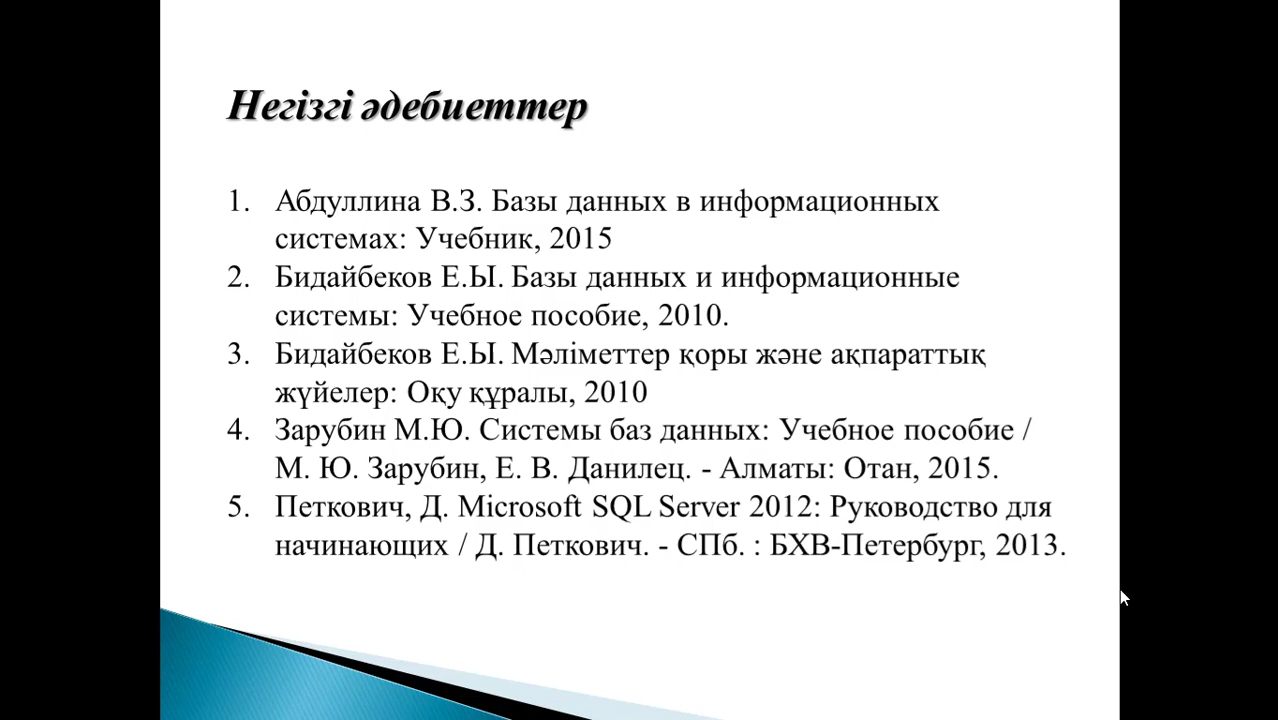 Негізгі әдебиеттер
1. Абдуллина В.З. Базы данных в информационных
системах: Учебник, 2015
2. Бидайбеков Е.Ы. Базы данных и информационные
системы: Учебное пособие, 2010.
3. Бидайбеков Е.Ы. Мәліметтер қоры және ақпараттық
жүйелер: Оқу құралы, 2010
4. Зарубин М.Ю. Системы баз данных: Учебное пособие /
М. Ю. Зарубин, Е. В. Данилец. - Алматы: Отан, 2015.
5. Петкович, Д. Microsoft SQL Server 2012: Руководство для
начинающих / Д. Петкович. - СПб. : БХВ-Петербург, 2013.